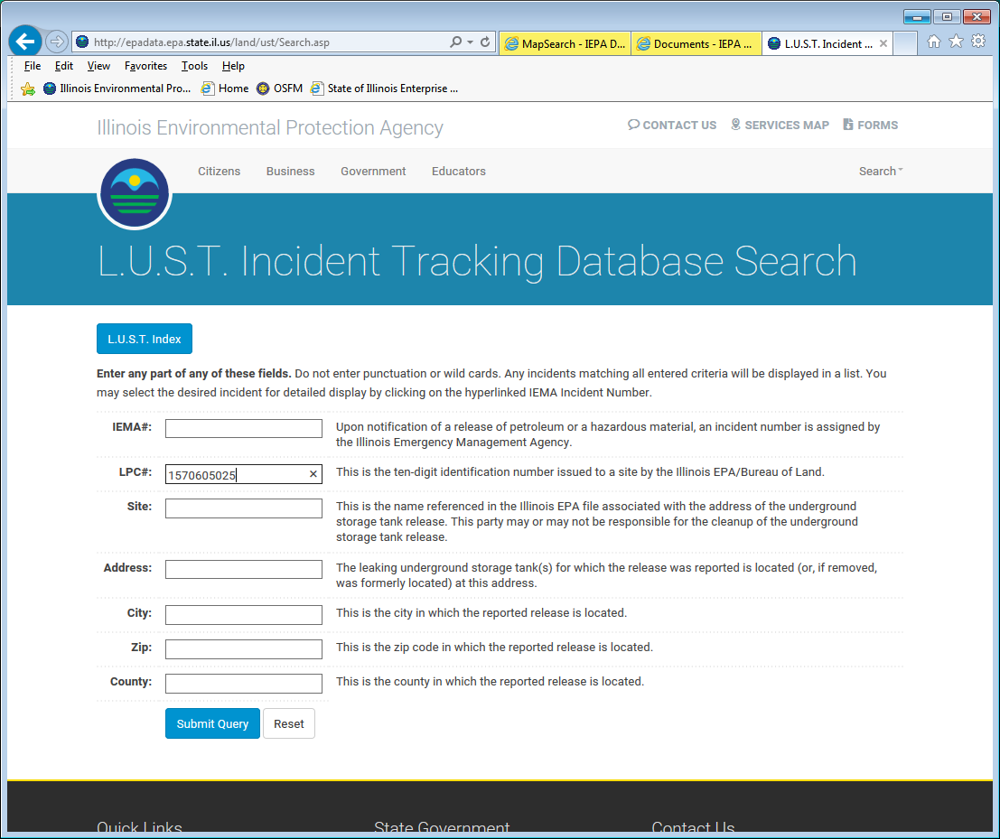 http://epadata.epa.state.il.us/land/ust/Search.asp
MapSearch - IEPA D...
Documents - IEPA ...
L.U.S.T. Incident ...
File Edit View Favorites Tools Help
Illinois Environmental Pro... Home OSFM State of Illinois Enterprise ...
Illinois Environmental Protection Agency
CONTACT US SERVICES MAP FORMS
Citizens Business Government Educators Search
L.U.S.T. Incident Tracking Database Search
L.U.S.T. Index
Enter any part of any of these fields. Do not enter punctuation or wild cards. Any incidents matching all entered criteria will be displayed in a list. You
may select the desired incident for detailed display by clicking on the hyperlinked IEMA Incident Number.
IEMA#: Upon notification of a release of petroleum or a hazardous material, an incident number is assigned by
the Illinois Emergency Management Agency.
LPC#: 1570605025 This is the ten-digit identification number issued to a site by the Illinois EPA/Bureau of Land.
Site: This is the name referenced in the Illinois EPA file associated with the address of the underground
storage tank release. This party may or may not be responsible for the cleanup of the underground
storage tank release.
Address: The leaking underground storage tank(s) for which the release was reported is located (or, if removed,
was formerly located) at this address.
City: This is the city in which the reported release is located.
Zip: This is the zip code in which the reported release is located.
County: This is the county in which the reported release is located.
Submit Query Reset
Quick Links State Government Contact Us